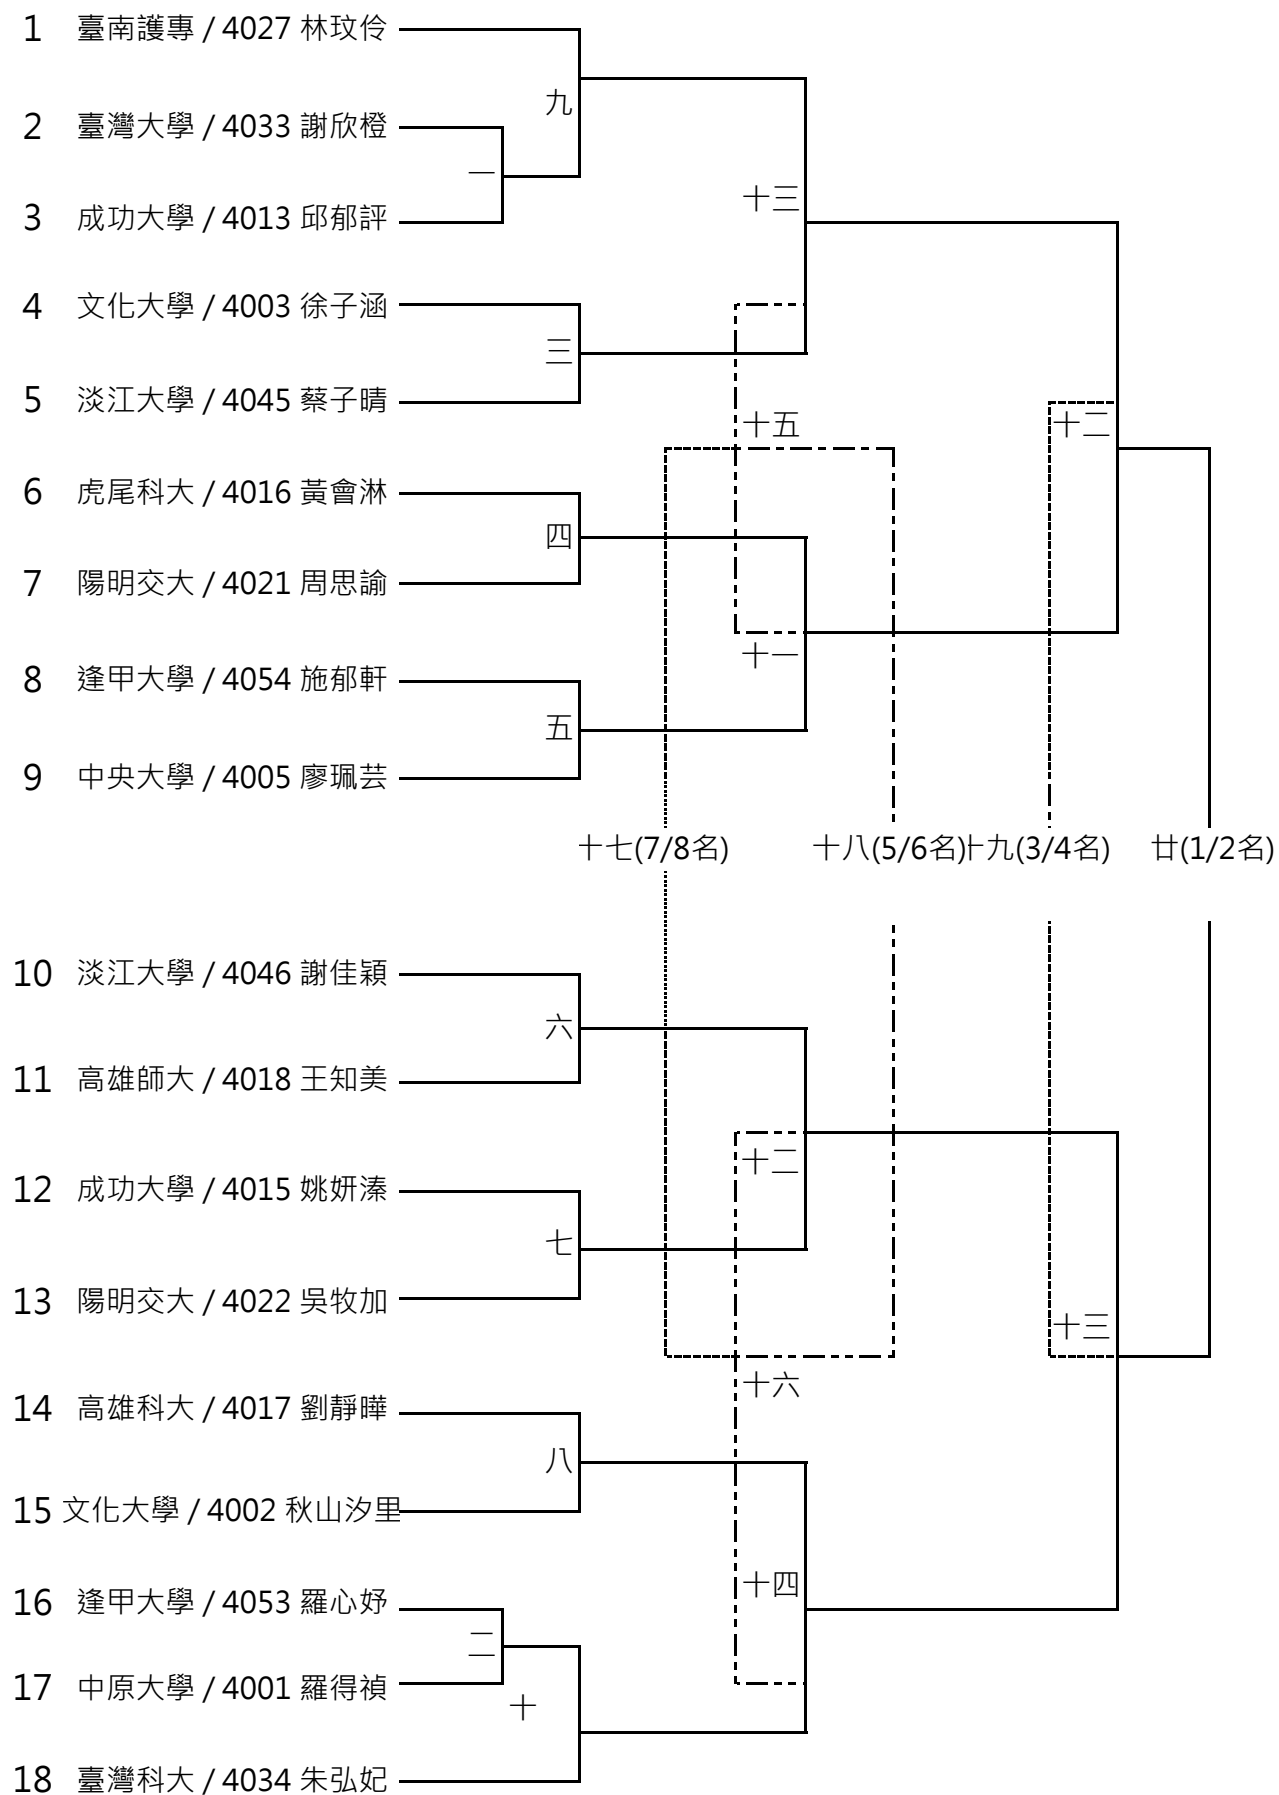 1 臺南護專 / 4027 林玟伶
九
2 臺灣大學 / 4033 謝欣橙
一
十三
3 成功大學 / 4013 邱郁評
4 文化大學 / 4003 徐子涵
三
5 淡江大學 / 4045 蔡子晴
十五
十二
6 虎尾科大 / 4016 黃會淋
四
7 陽明交大 / 4021 周思諭
十一
8 逢甲大學 / 4054 施郁軒
五
9 中央大學 / 4005 廖珮芸
十七(7/8名) 十八(5/6名) 十九(3/4名) 廿(1/2名)
10 淡江大學 / 4046 謝佳穎
六
11 高雄師大 / 4018 王知美
十二
12 成功大學 / 4015 姚妍溱
七
13 陽明交大 / 4022 吳牧加
十三
十六
14 高雄科大 / 4017 劉靜曄
八
15 文化大學 / 4002 秋山汐里
十四
16 逢甲大學 / 4053 羅心妤
二
17 中原大學 / 4001 羅得禎
十
18 臺灣科大 / 4034 朱弘妃